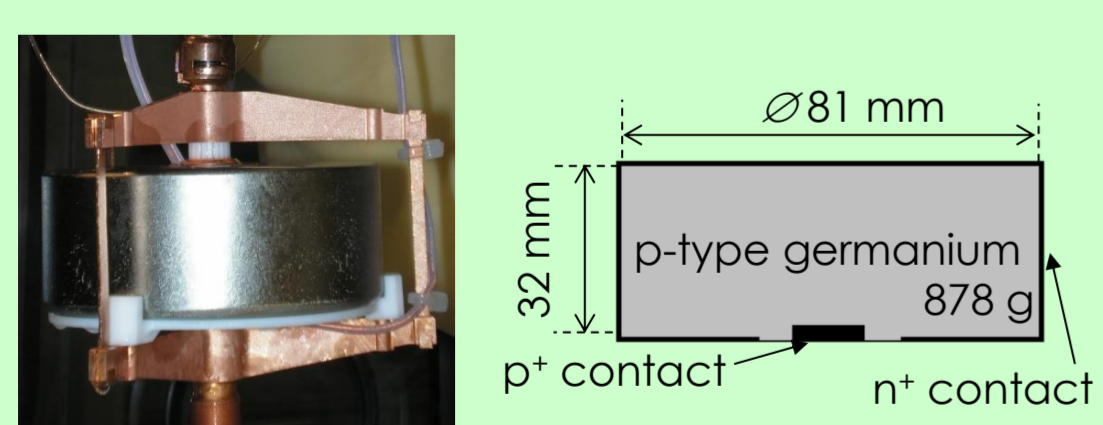 ⌀81 mm
32 mm
p-type germanium
878 g
p⁺ contact
n⁺ contact